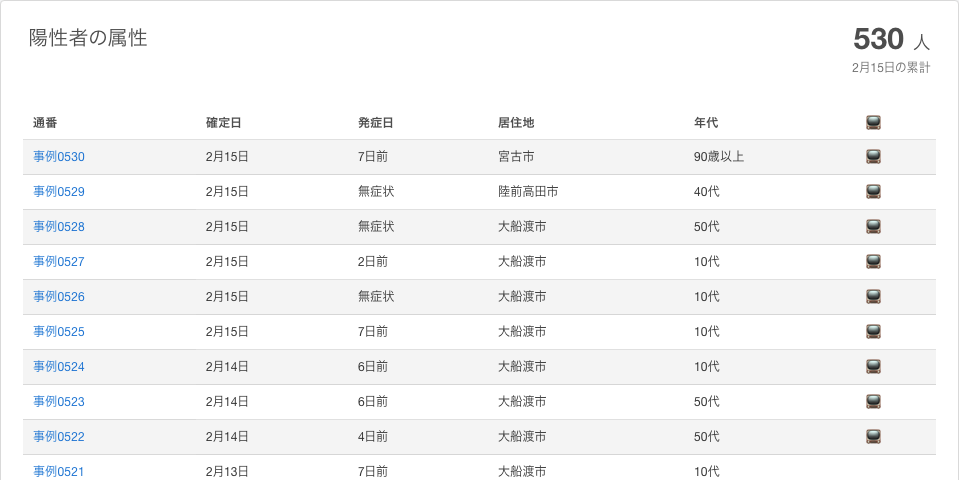 陽性者の属性
530 人
2月15日の累計
通番 確定日 発症日 居住地 年代
事例0530 2月15日 7日前 宮古市 90歳以上
事例0529 2月15日 無症状 陸前高田市 40代
事例0528 2月15日 無症状 大船渡市 50代
事例0527 2月15日 2日前 大船渡市 10代
事例0526 2月15日 無症状 大船渡市 10代
事例0525 2月15日 7日前 大船渡市 10代
事例0524 2月14日 6日前 大船渡市 10代
事例0523 2月14日 6日前 大船渡市 50代
事例0522 2月14日 4日前 大船渡市 50代
事例0521 2月13日 7日前 大船渡市 10代